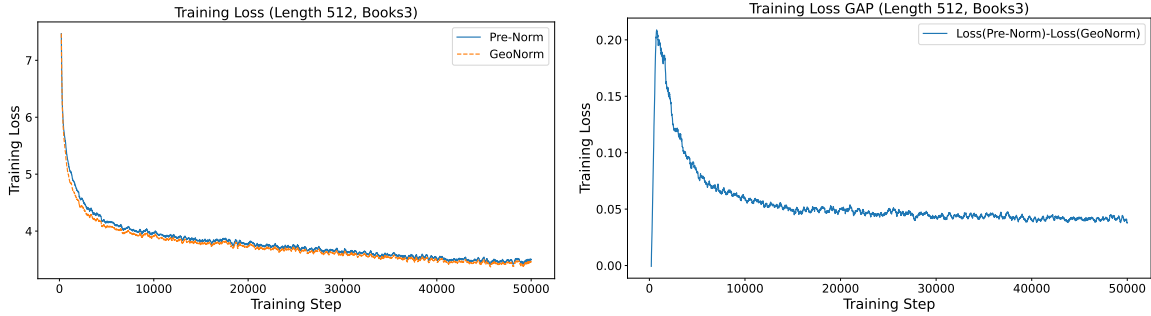 Training Loss (Length 512, Books3)
Training Loss
7
6
5
4
Pre-Norm
GeoNorm
0 10000 20000 30000 40000 50000
Training Step
Training Loss GAP (Length 512, Books3)
Training Loss
0.20
0.15
0.10
0.05
0.00
Loss(Pre-Norm)-Loss(GeoNorm)
0 10000 20000 30000 40000 50000
Training Step